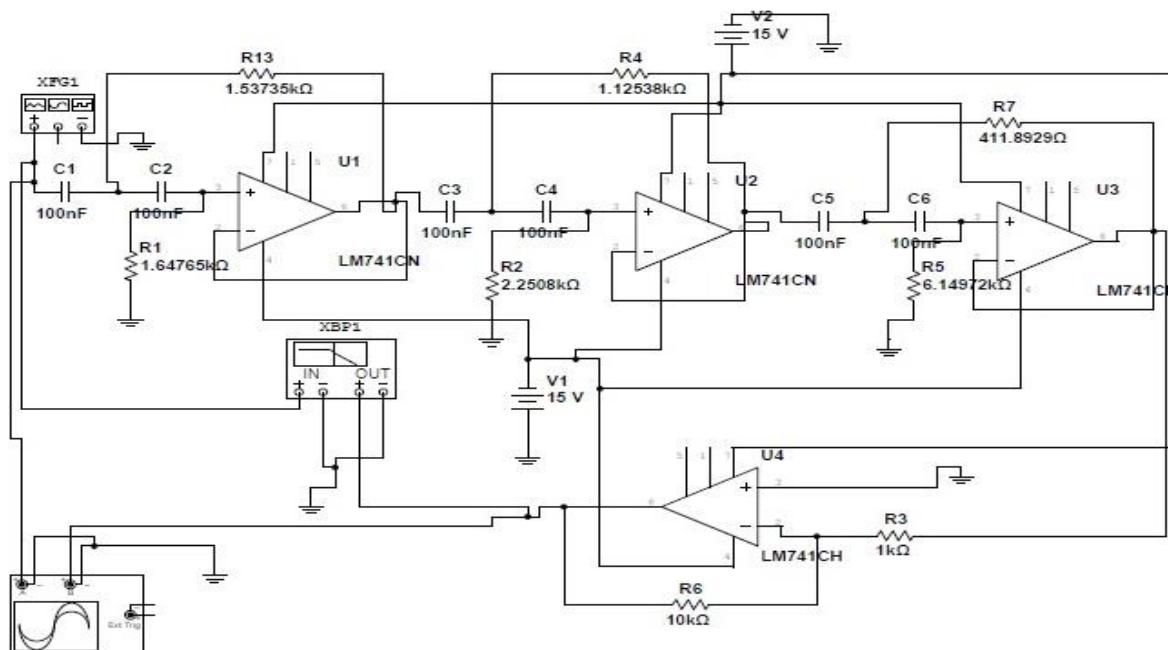 V2
15 V
R13
1.53735kΩ
R4
1.12538kΩ
XFG1
R7
411.8929Ω
C1
100nF
C2
100nF
U1
C3
100nF
C4
100nF
U2
C5
100nF
C6
100nF
U3
R1
1.64765kΩ
LM741CN
R2
2.2508kΩ
LM741CN
R5
6.14972kΩ
LM741C
XBP1
IN OUT
V1
15 V
U4
R3
1kΩ
LM741CH
R6
10kΩ
Ext Trig